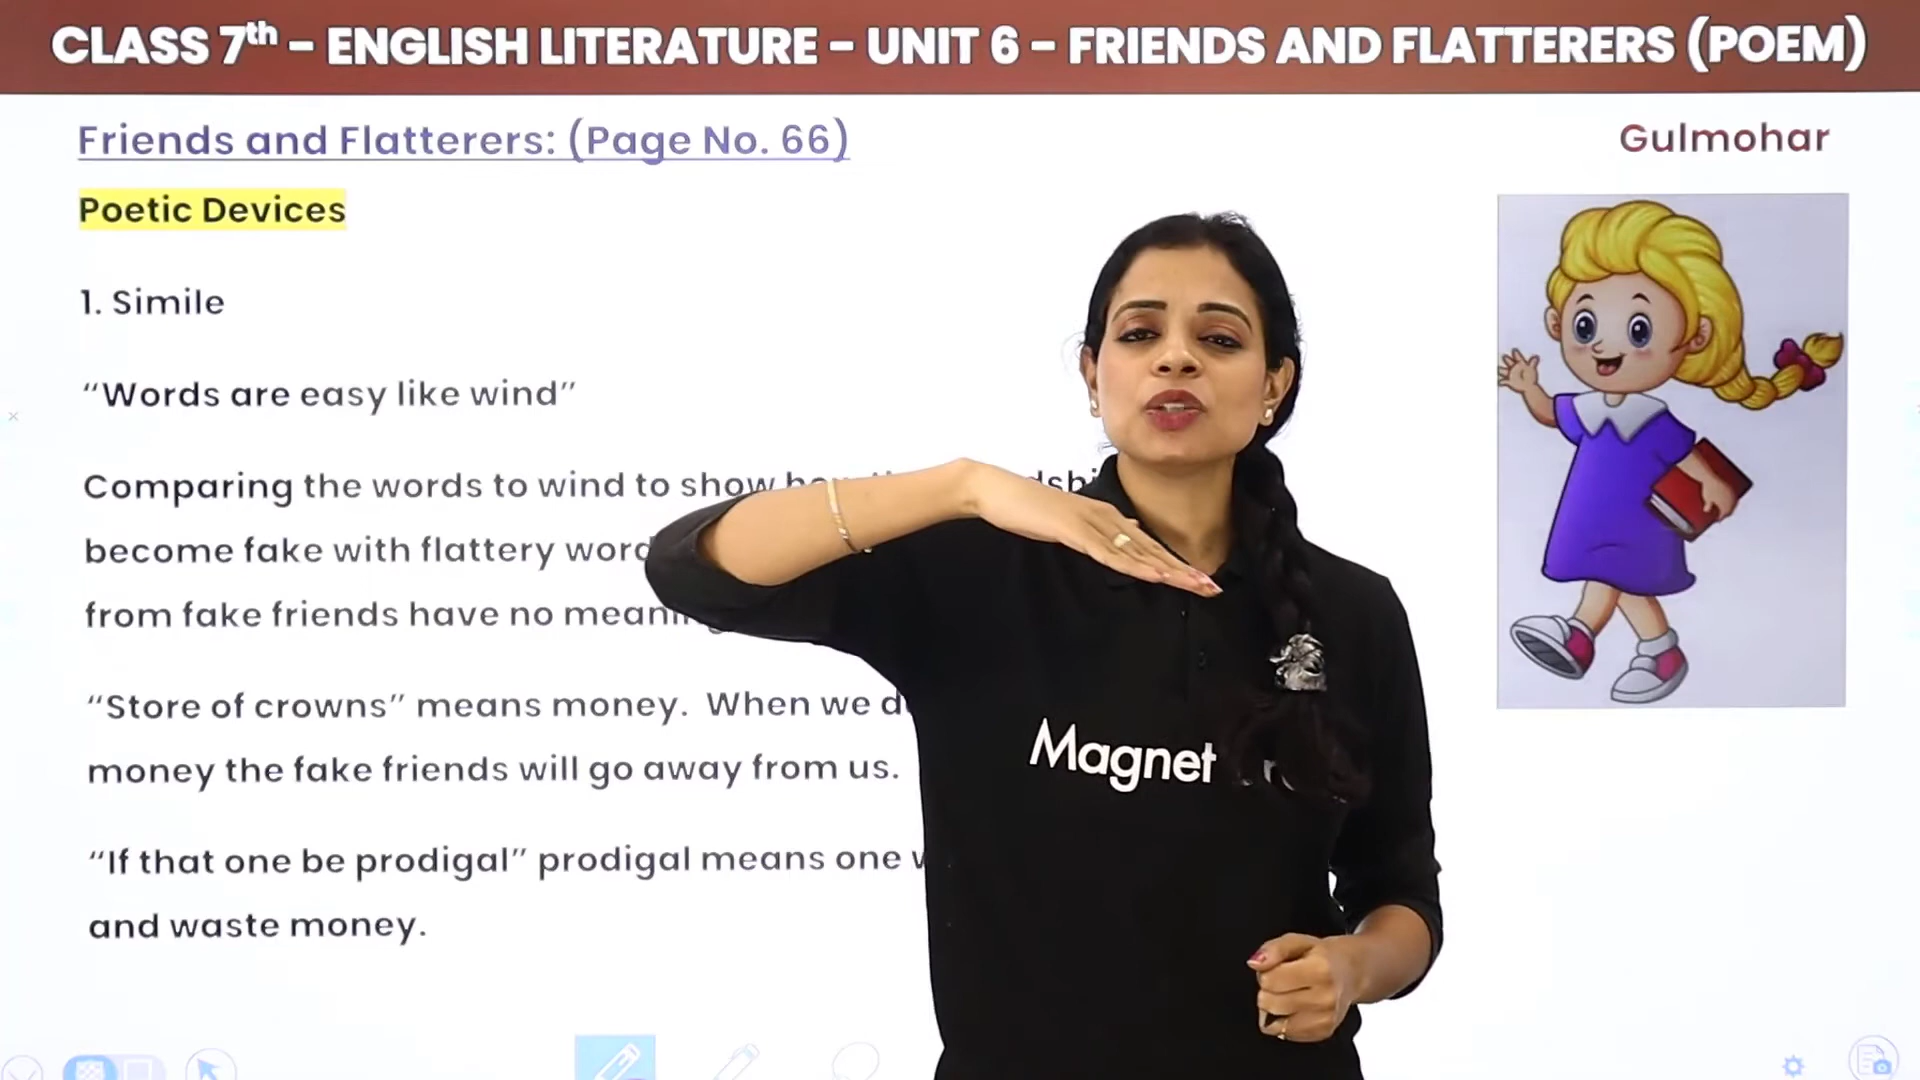 CLASS 7th – ENGLISH LITERATURE – UNIT 6 – FRIENDS AND FLATTERERS (POEM)
Friends and Flatterers: (Page No. 66)
Gulmohar
Poetic Devices
1. Simile
“Words are easy like wind”
Comparing the words to wind to show
become fake with flattery
from fake friends have no
“Store of crowns” means money. When we
money the fake friends will go away from us.
“If that one be prodigal” prodigal means one
and waste money.
Magnet